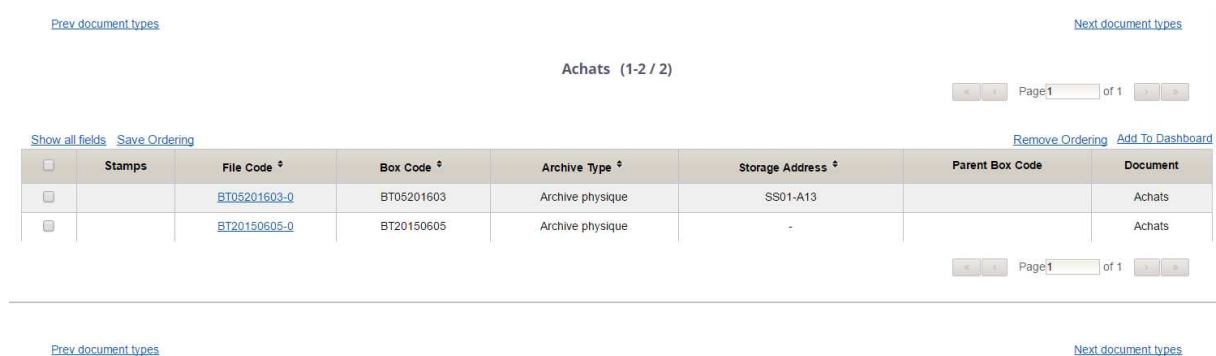 Prev document types Next document types
Achats (1-2 / 2)
« ‹ Page 1 of 1 › »
Show all fields Save Ordering Remove Ordering Add To Dashboard
Stamps File Code Box Code Archive Type Storage Address Parent Box Code Document
BT05201603-0 BT05201603 Archive physique SS01-A13 Achats
BT20150605-0 BT20150605 Archive physique - Achats
« ‹ Page 1 of 1 › »
Prev document types Next document types